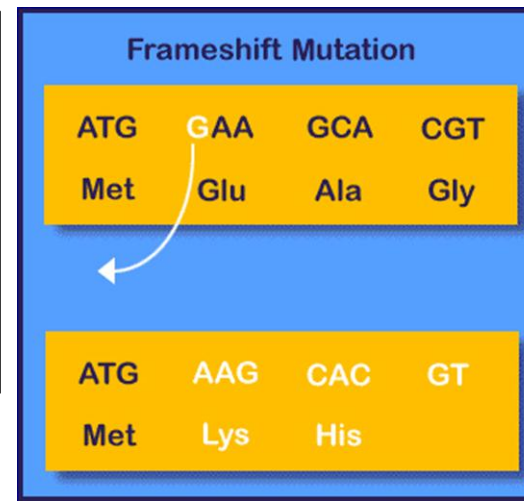 Frameshift Mutation
ATG GAA GCA CGT
Met Glu Ala Gly
ATG AAG CAC GT
Met Lys His